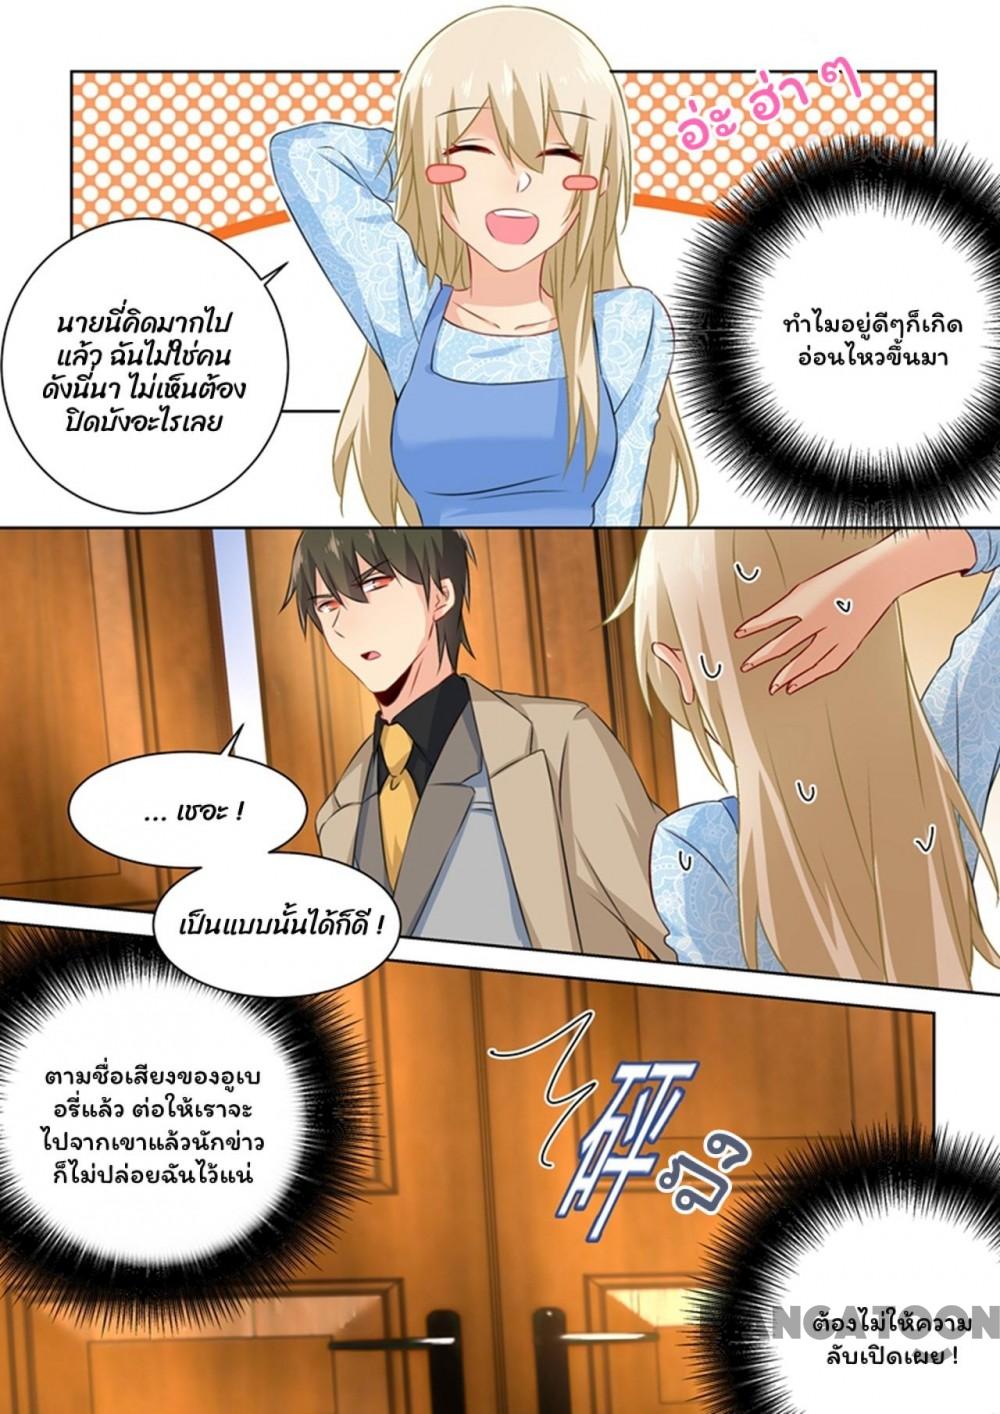 อ่ะ ฮ่า ๆ
นายนี่คิดมากไป
แล้ว ฉันไม่ใช่คน
ดังนี่นา ไม่เห็นต้อง
ปิดบังอะไรเลย
ทำไมอยู่ดีๆก็เกิด
อ่อนไหวขึ้นมา
... เชอะ !
เป็นแบบนั้นได้ก็ดี !
ตามชื่อเสียงของอูเบ
อรี่แล้ว ต่อให้เราจะ
ไปจากเขาแล้วนักข่าว
ก็ไม่ปล่อยฉันไว้แน่
砰
ปัง
ต้องไม่ให้ความ
ลับเปิดเผย !
NGATOON